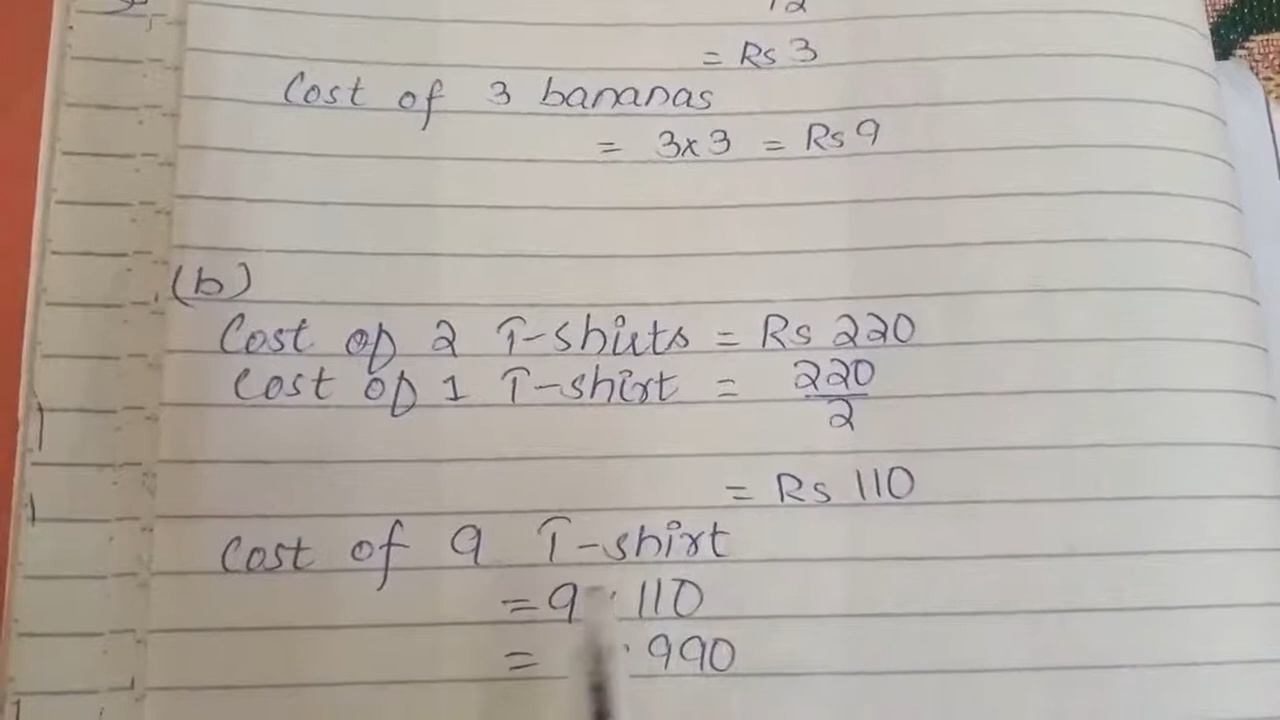 12
= Rs 3
Cost of 3 bananas
= 3x3 = Rs 9
(b)
Cost of 2 T-shirts = Rs 220
Cost of 1 T-shirt = 220
2
= Rs 110
Cost of 9 T-shirt
= 9 110
= 990